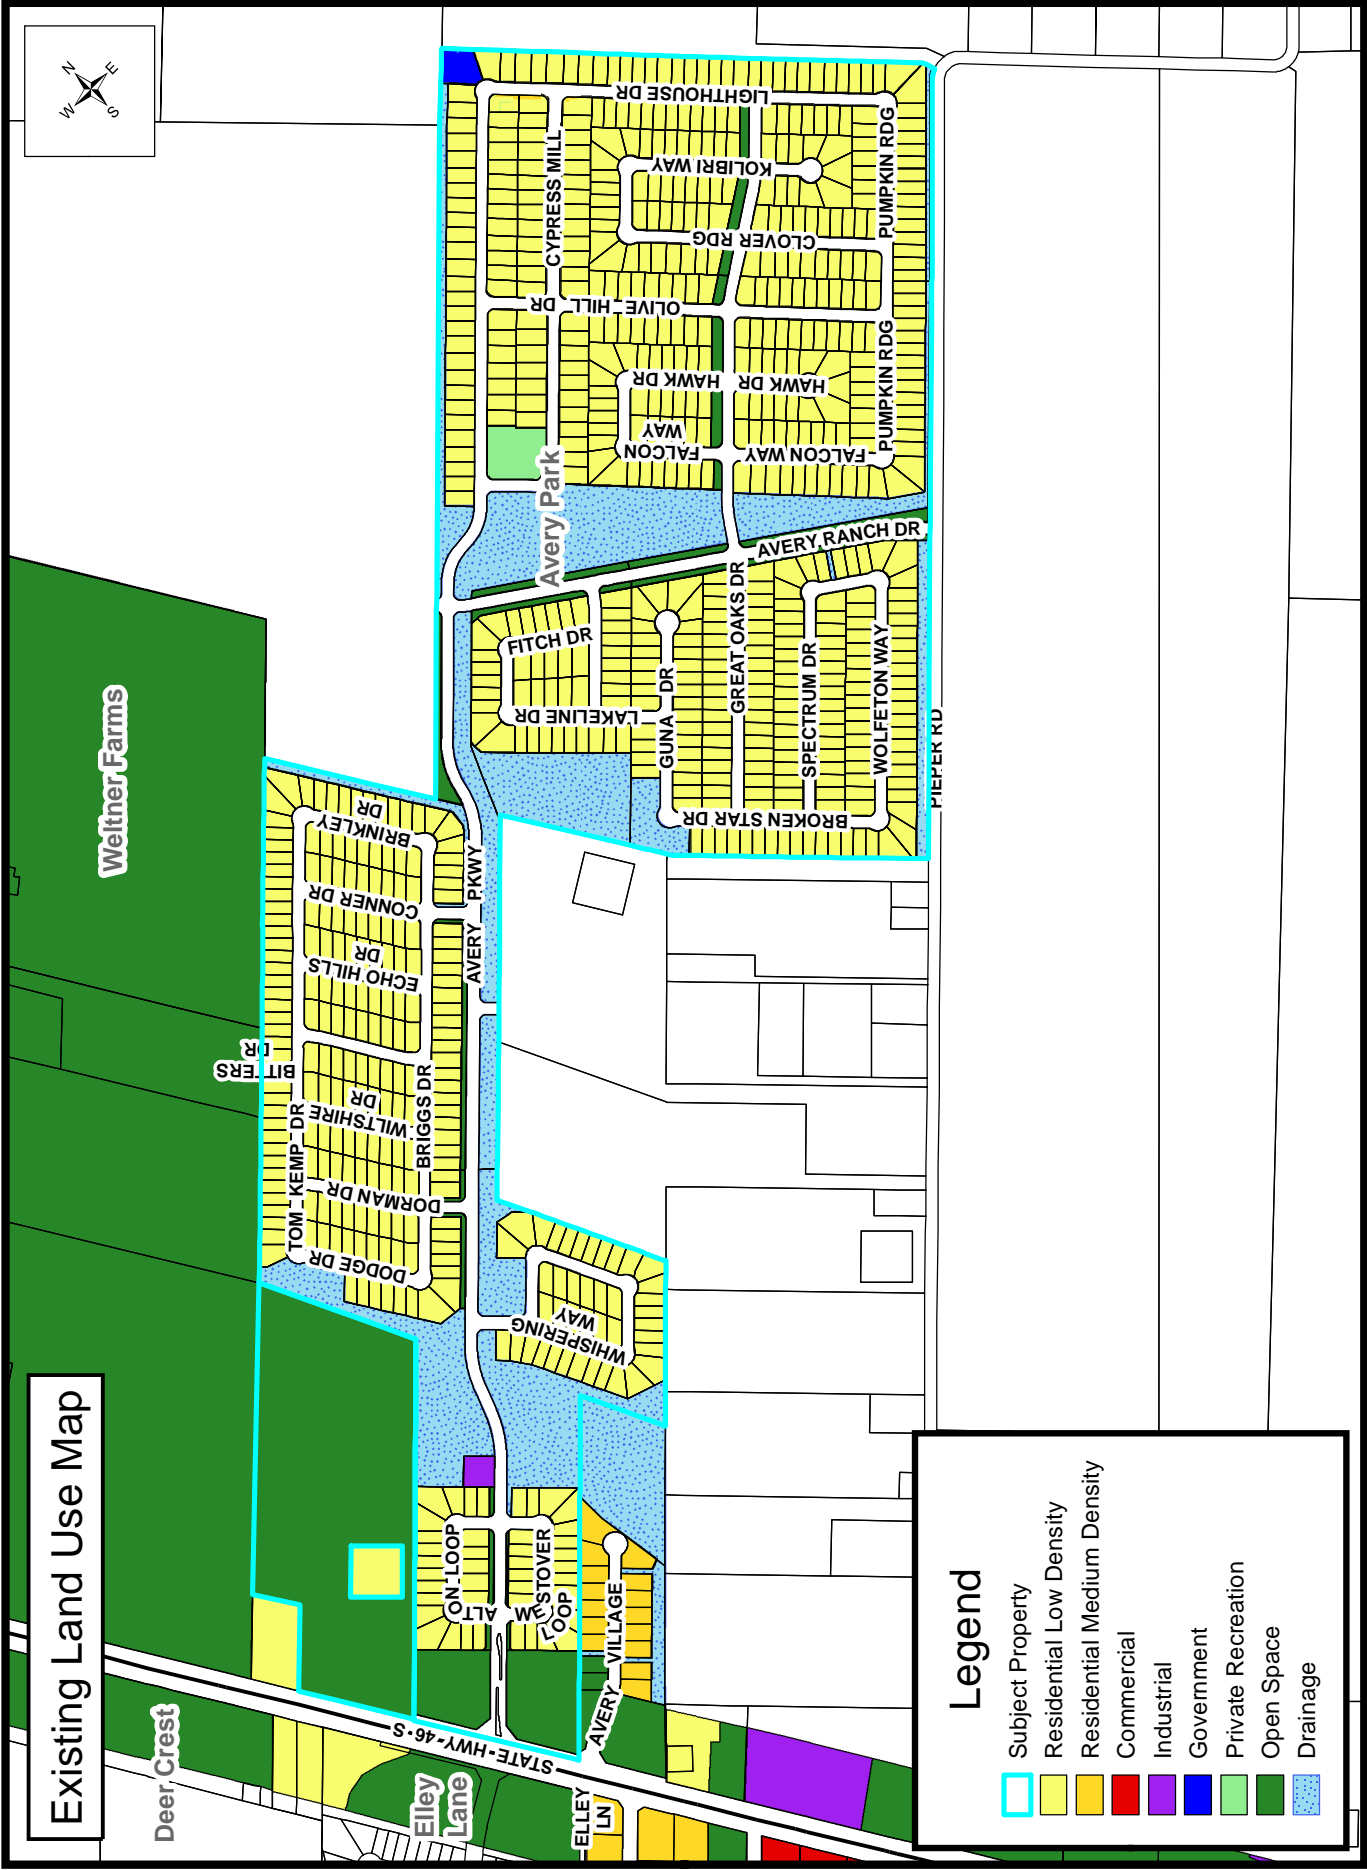 Existing Land Use Map
N
E
S
W
Weltner Farms
Deer Crest
Elley
Lane
Avery Park
LIGHTHOUSE DR
CYPRESS MILL
KOLIBRI WAY
CLOVER RDG
PUMPKIN RDG
OLIVE HILL DR
HAWK DR
HAWK DR
PUMPKIN RDG
FALCON
WAY
FALCON WAY
AVERY RANCH DR
FITCH DR
LAKELINE DR
GUNA DR
GREAT OAKS DR
SPECTRUM DR
WOLFETON WAY
BROKEN STAR DR
PIEPER RD
BRINKLEY
DR
CONNER DR
ECHO HILLS
DR
BITTERS
DR
WILTSHIRE
DR
BRIGGS DR
TOM KEMP DR
DORMAN DR
DODGE DR
AVERY PKWY
WHISPERING
WAY
ALTON LOOP
WESTOVER
LOOP
AVERY VILLAGE
STATE HWY 46 S
ELLEY
LN
Legend
Subject Property
Residential Low Density
Residential Medium Density
Commercial
Industrial
Government
Private Recreation
Open Space
Drainage